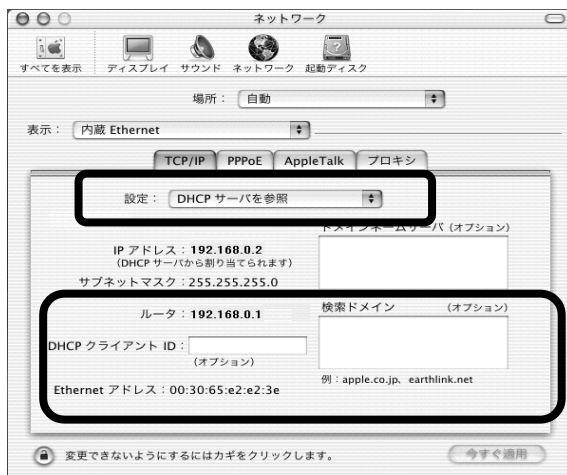 ネットワーク
すべてを表示 ディスプレイ サウンド ネットワーク 起動ディスク
場所： 自動
表示： 内蔵 Ethernet
TCP/IP PPPoE AppleTalk プロキシ
設定： DHCP サーバを参照
ドメインネームサーバ (オプション)
IP アドレス：192.168.0.2
(DHCP サーバから割り当てられます)
サブネットマスク：255.255.255.0
ルータ：192.168.0.1
検索ドメイン (オプション)
DHCP クライアント ID：
(オプション)
例：apple.co.jp、earthlink.net
Ethernet アドレス：00:30:65:e2:e2:3e
変更できないようにするにはカギをクリックします。
今すぐ適用